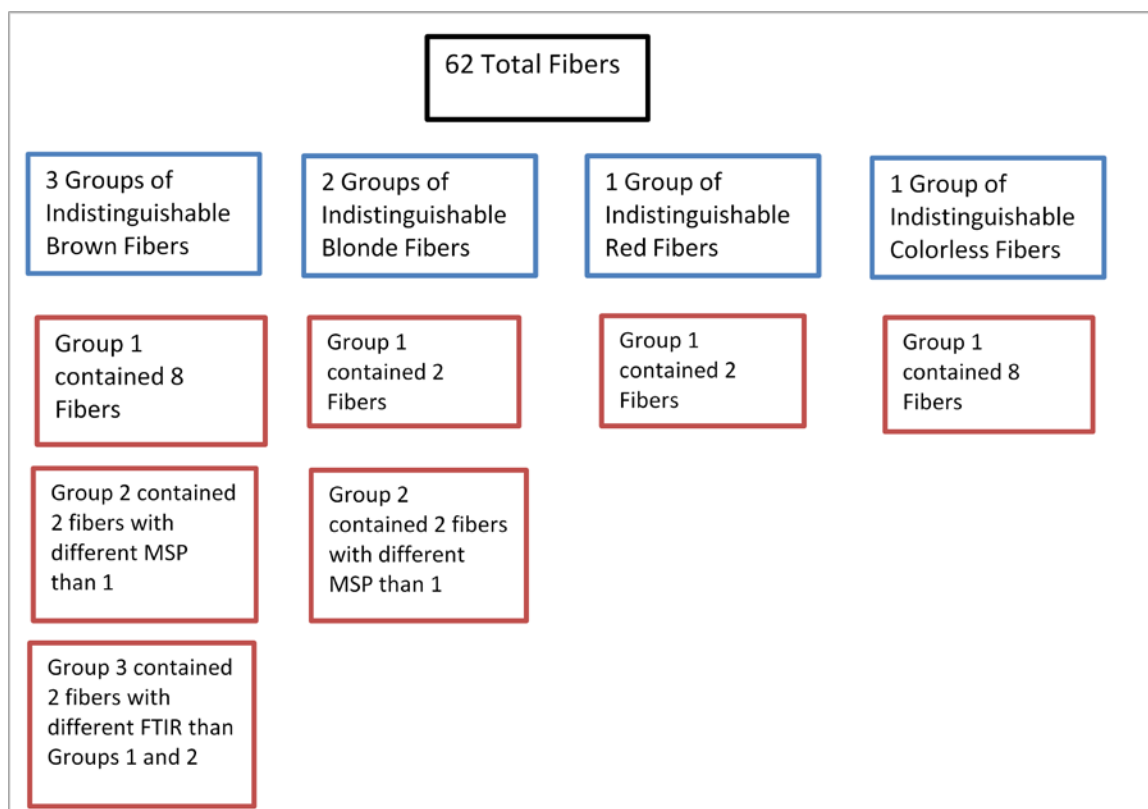 62 Total Fibers
3 Groups of
Indistinguishable
Brown Fibers
2 Groups of
Indistinguishable
Blonde Fibers
1 Group of
Indistinguishable
Red Fibers
1 Group of
Indistinguishable
Colorless Fibers
Group 1
contained 8
Fibers
Group 1
contained 2
Fibers
Group 1
contained 2
Fibers
Group 1
contained 8
Fibers
Group 2 contained
2 fibers with
different MSP
than 1
Group 2
contained 2 fibers
with different
MSP than 1
Group 3 contained
2 fibers with
different FTIR than
Groups 1 and 2